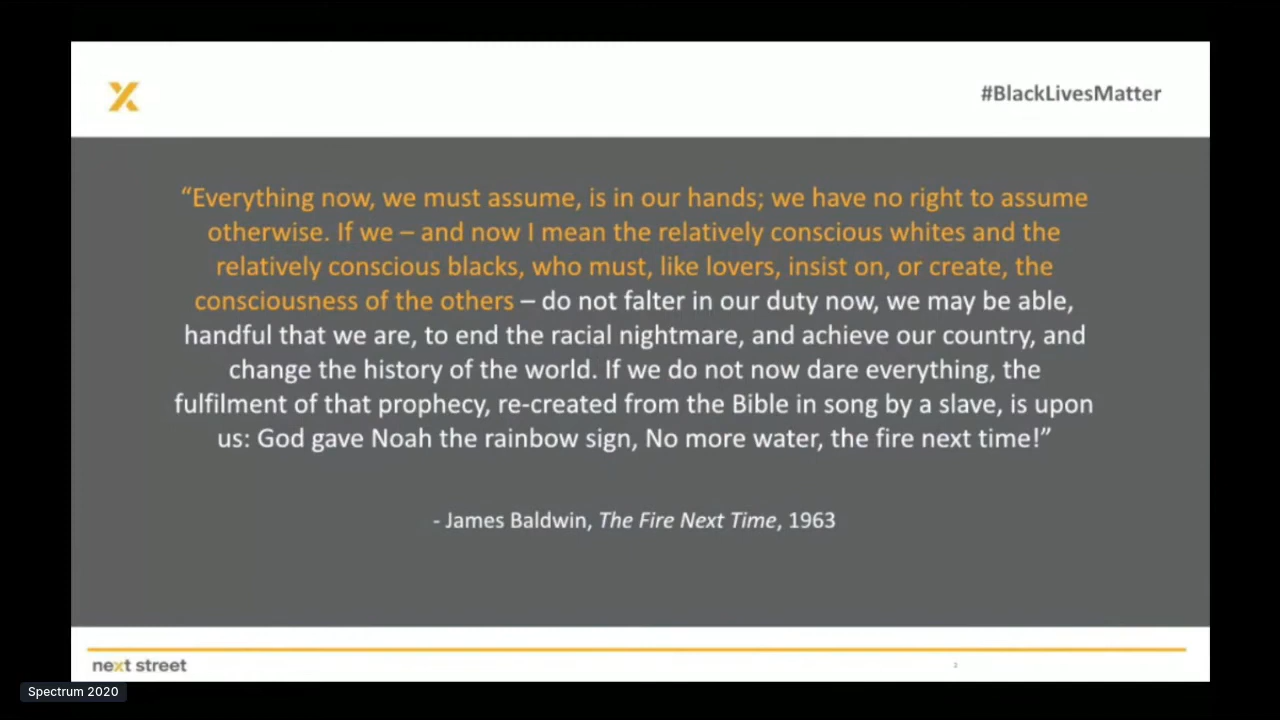 #BlackLivesMatter
“Everything now, we must assume, is in our hands; we have no right to assume
otherwise. If we – and now I mean the relatively conscious whites and the
relatively conscious blacks, who must, like lovers, insist on, or create, the
consciousness of the others – do not falter in our duty now, we may be able,
handful that we are, to end the racial nightmare, and achieve our country, and
change the history of the world. If we do not now dare everything, the
fulfilment of that prophecy, re-created from the Bible in song by a slave, is upon
us: God gave Noah the rainbow sign, No more water, the fire next time!”
- James Baldwin, The Fire Next Time, 1963
next street
2
Spectrum 2020